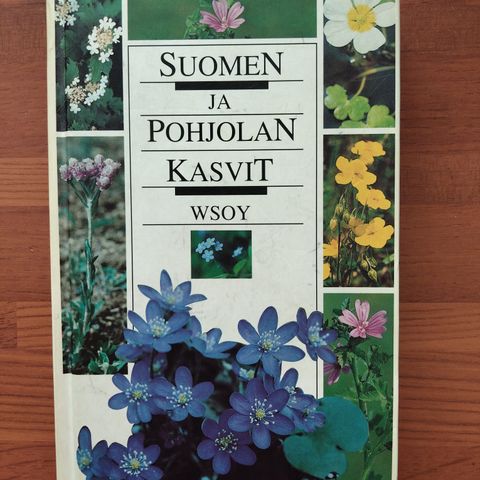 SUOMEN
JA
POHJOLAN
KASVIT
WSOY